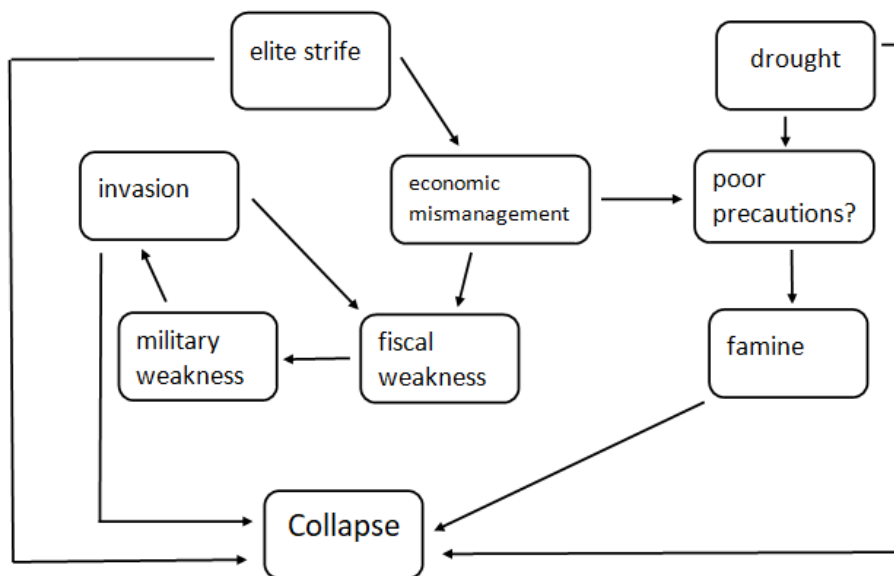 elite strife
drought
invasion
economic
mismanagement
poor
precautions?
military
weakness
fiscal
weakness
famine
Collapse